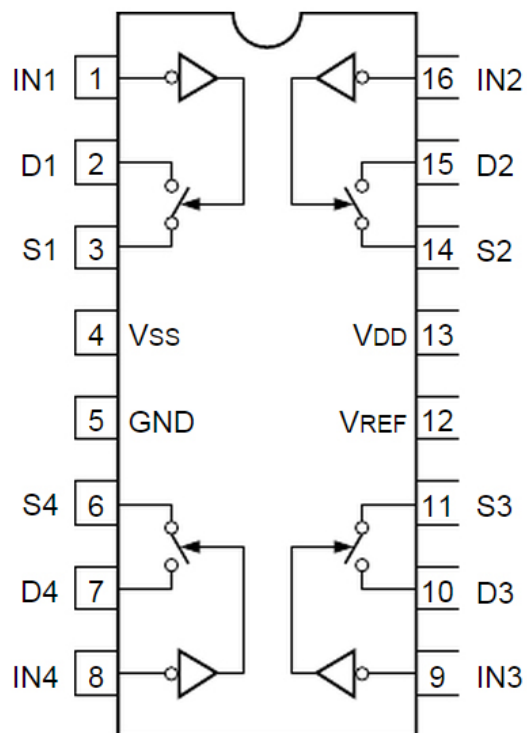 IN1 1 16 IN2
D1 2 15 D2
S1 3 14 S2
4 VSS VDD 13
5 GND VREF 12
S4 6 11 S3
D4 7 10 D3
IN4 8 9 IN3